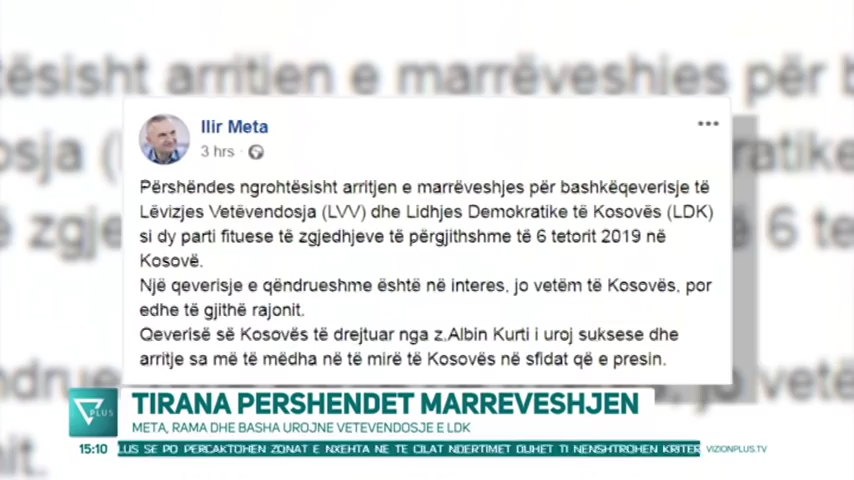 Ilir Meta
3 hrs
Përshëndes ngrohtësisht arritjen e marrëveshjes për bashkëqeverisje të
Lëvizjes Vetëvendosja (LVV) dhe Lidhjes Demokratike të Kosovës (LDK)
si dy parti fituese të zgjedhjeve të përgjithshme të 6 tetorit 2019 në
Kosovë.
Një qeverisje e qëndrueshme është në interes, jo vetëm të Kosovës, por
edhe të gjithë rajonit.
Qeverisë së Kosovës të drejtuar nga z.Albin Kurti i uroj suksese dhe
arritje sa më të mëdha në të mirë të Kosovës në sfidat që e presin.
PLUS
TIRANA PERSHENDET MARREVESHJEN
META, RAMA DHE BASHA UROJNE VETEVENDOSJE E LDK
15:10 LUS SE PO PERCAKTOHEN ZONAT E NXEHTA NE TE CILAT NDERTIMET DUHET TI NENSHTROHEN KRITER VIZIONPLUS.TV